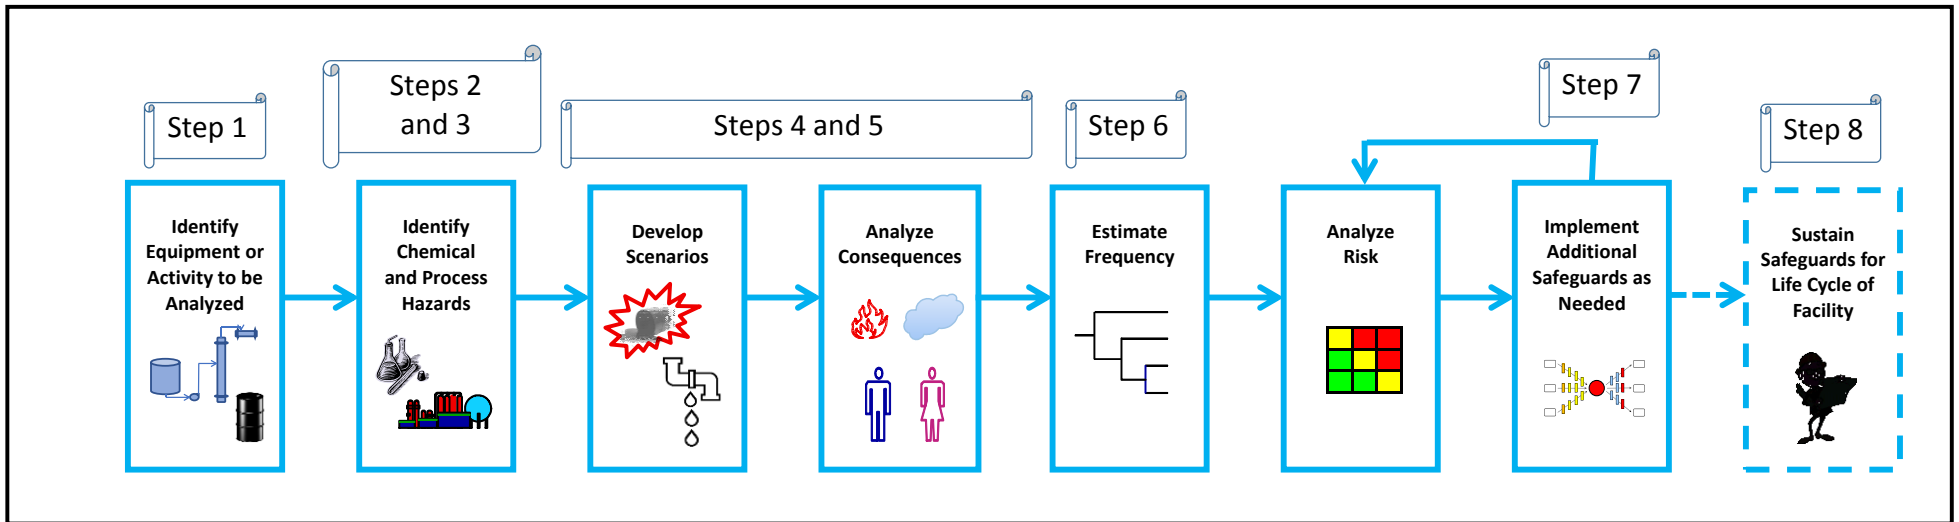 Step 1
Steps 2
and 3
Steps 4 and 5
Step 6
Step 7
Step 8
Identify
Equipment or
Activity to be
Analyzed
Identify
Chemical
and Process
Hazards
Develop
Scenarios
Analyze
Consequences
Estimate
Frequency
Analyze
Risk
Implement
Additional
Safeguards as
Needed
Sustain
Safeguards for
Life Cycle of
Facility